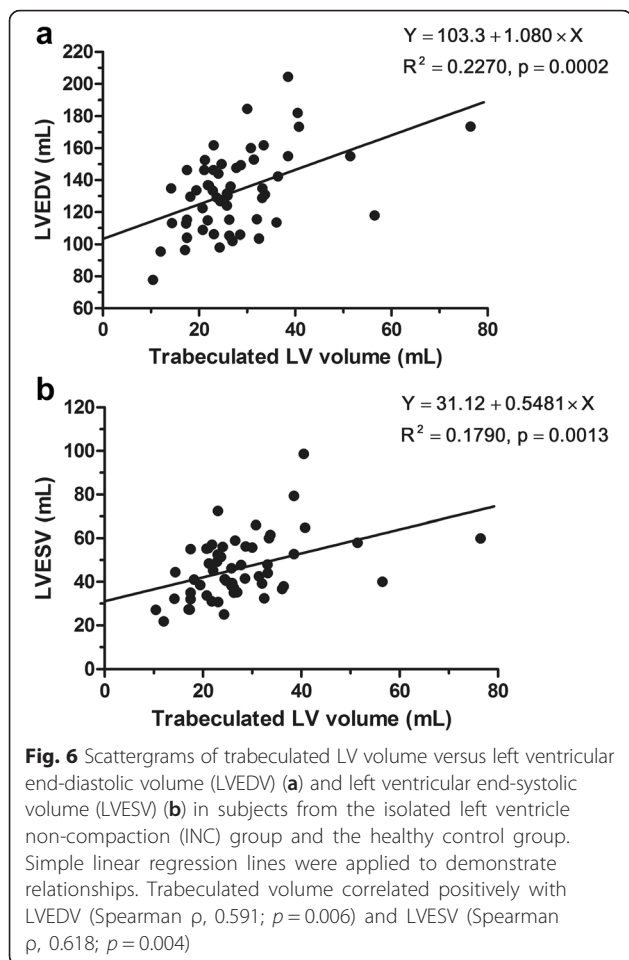 a
Y = 103.3 + 1.080 × X
R² = 0.2270, p = 0.0002
LVEDV (mL)
220
200
180
160
140
120
100
80
60
0 20 40 60 80
Trabeculated LV volume (mL)
b
Y = 31.12 + 0.5481 × X
R² = 0.1790, p = 0.0013
LVESV (mL)
120
100
80
60
40
20
0
0 20 40 60 80
Trabeculated LV volume (mL)
Fig. 6 Scattergrams of trabeculated LV volume versus left ventricular
end-diastolic volume (LVEDV) (a) and left ventricular end-systolic
volume (LVESV) (b) in subjects from the isolated left ventricle
non-compaction (INC) group and the healthy control group.
Simple linear regression lines were applied to demonstrate
relationships. Trabeculated volume correlated positively with
LVEDV (Spearman ρ, 0.591; p = 0.006) and LVESV (Spearman
ρ, 0.618; p = 0.004)